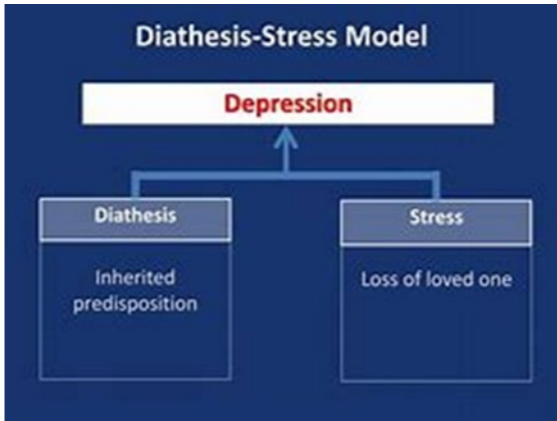 Diathesis-Stress Model
Depression
Diathesis
Inherited
predisposition
Stress
Loss of loved one